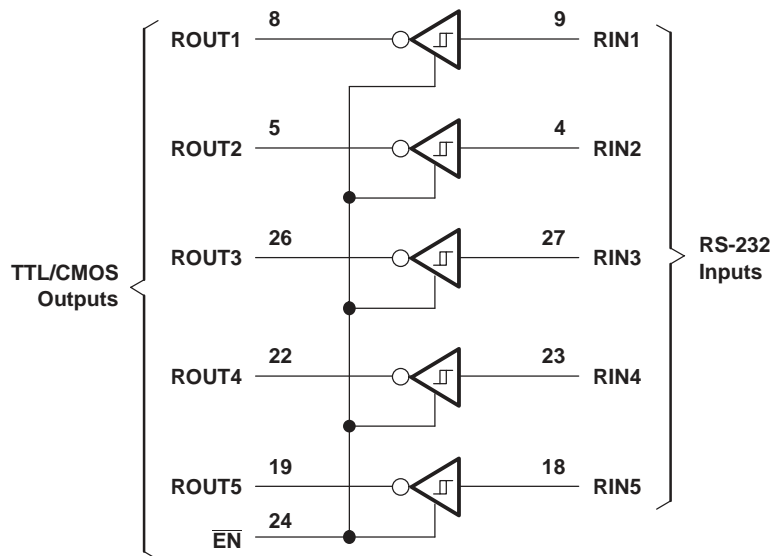 8 9
ROUT1 RIN1
5 4
ROUT2 RIN2
26 27
ROUT3 RIN3
TTL/CMOS
Outputs
RS-232
Inputs
22 23
ROUT4 RIN4
19 18
ROUT5 RIN5
24
EN